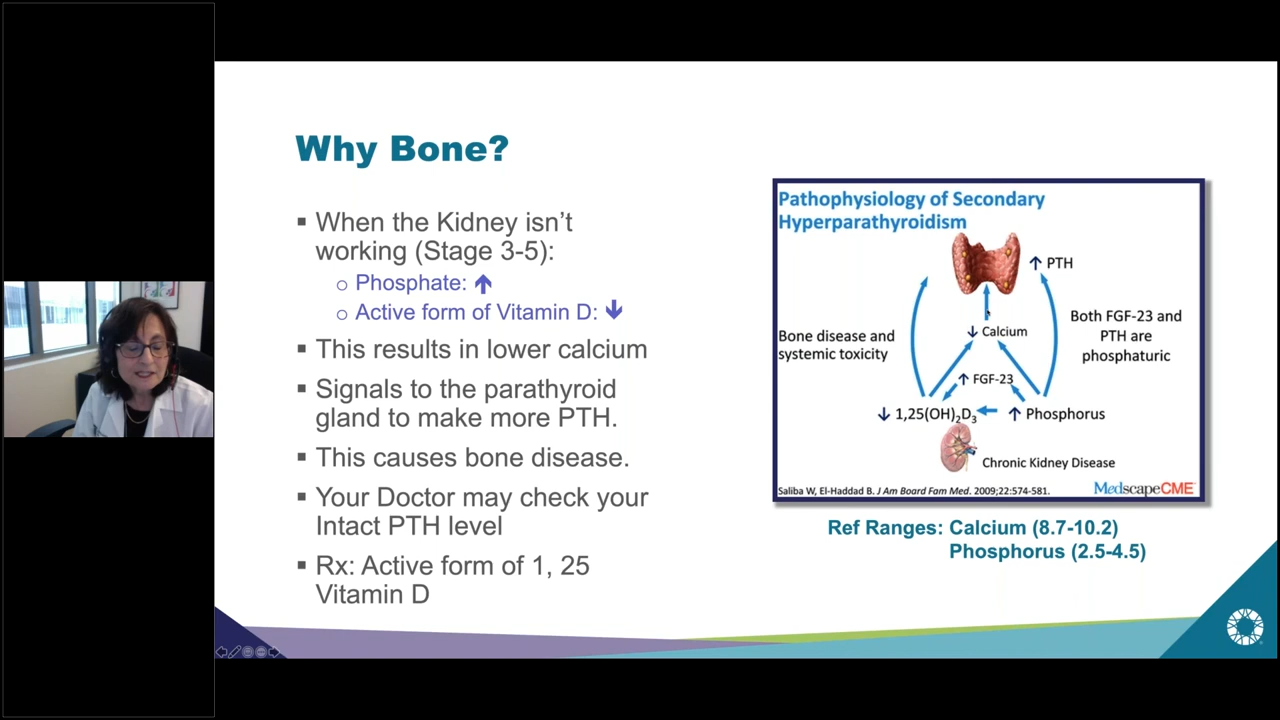 Why Bone?
▪ When the Kidney isn't
working (Stage 3-5):
o Phosphate: ↑
o Active form of Vitamin D: ↓
▪ This results in lower calcium
▪ Signals to the parathyroid
gland to make more PTH.
▪ This causes bone disease.
▪ Your Doctor may check your
Intact PTH level
▪ Rx: Active form of 1, 25
Vitamin D
Pathophysiology of Secondary
Hyperparathyroidism
↑ PTH
Bone disease and
systemic toxicity
↓ Calcium
Both FGF-23 and
PTH are
phosphaturic
↑ FGF-23
↓ 1,25(OH)₂D₃
↑ Phosphorus
Chronic Kidney Disease
Saliba W, El-Haddad B. J Am Board Fam Med. 2009;22:574-581.
MedscapeCME
Ref Ranges: Calcium (8.7-10.2)
Phosphorus (2.5-4.5)